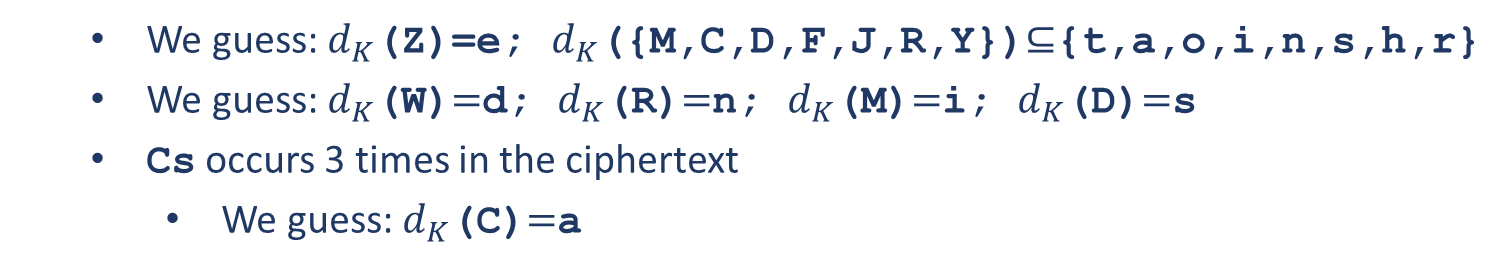 • We guess: d_K(Z)=e; d_K({M,C,D,F,J,R,Y})⊆{t,a,o,i,n,s,h,r}
• We guess: d_K(W)=d; d_K(R)=n; d_K(M)=i; d_K(D)=s
• Cs occurs 3 times in the ciphertext
• We guess: d_K(C)=a